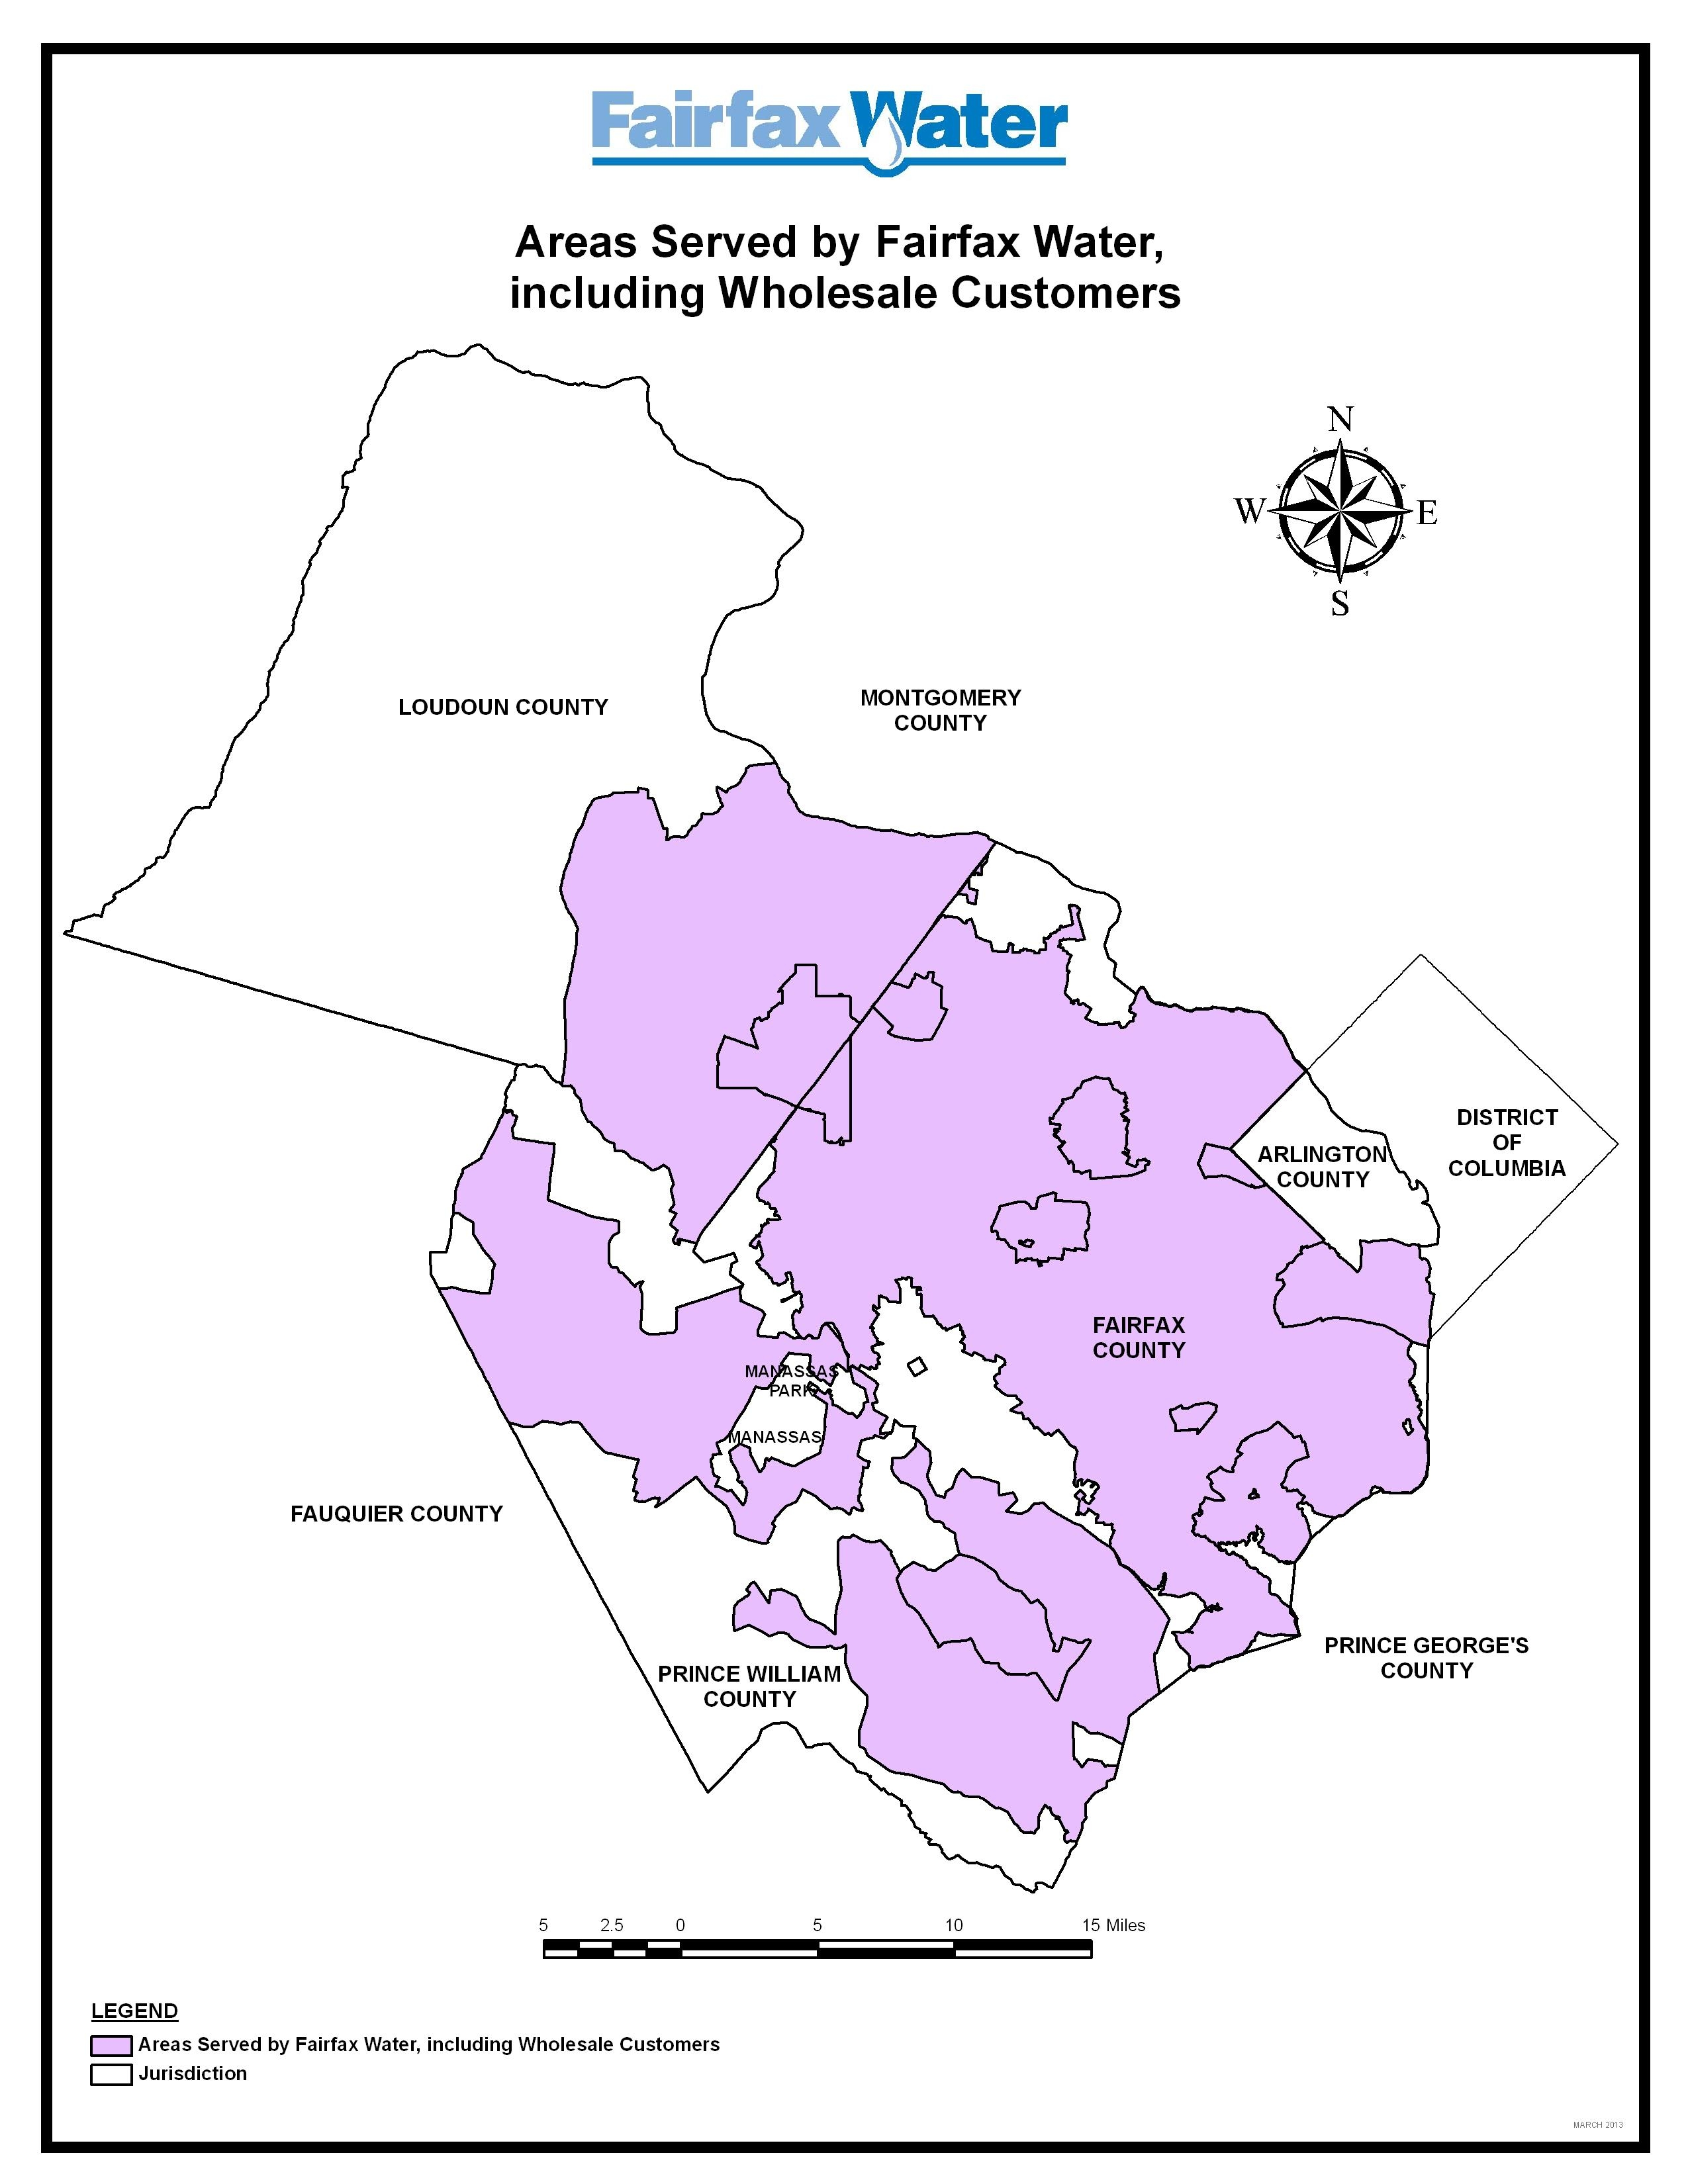 Fairfax Water
Areas Served by Fairfax Water,
including Wholesale Customers
N
W
E
S
LOUDOUN COUNTY
MONTGOMERY
COUNTY
DISTRICT
OF
COLUMBIA
ARLINGTON
COUNTY
FAIRFAX
COUNTY
MANASSAS
PARK
MANASSAS
FAUQUIER COUNTY
PRINCE WILLIAM
COUNTY
PRINCE GEORGE'S
COUNTY
5 2.5 0 5 10 15 Miles
LEGEND
Areas Served by Fairfax Water, including Wholesale Customers
Jurisdiction
MARCH 2013